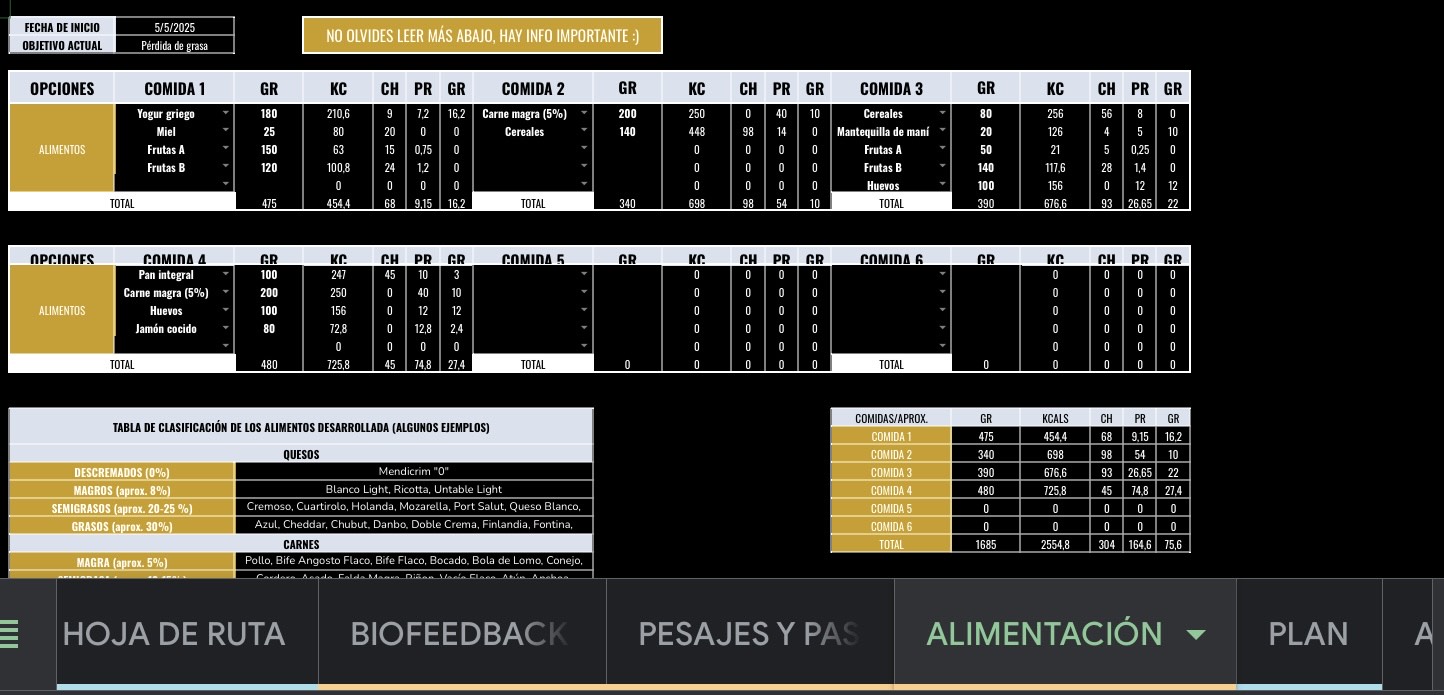 FECHA DE INICIO 5/5/2025 NO OLVIDES LEER MÁS ABAJO, HAY INFO IMPORTANTE :)
OBJETIVO ACTUAL Pérdida de grasa
OPCIONES COMIDA 1 GR KC CH PR GR COMIDA 2 GR KC CH PR GR COMIDA 3 GR KC CH PR GR
Yogur griego 180 210,6 9 7,2 16,2 Carne magra (5%) 200 250 0 40 10 Cereales 80 256 56 8 0
Miel 25 80 20 0 0 Cereales 140 448 98 14 0 Mantequilla de maní 20 126 4 5 10
ALIMENTOS Frutas A 150 63 15 0,75 0 0 0 0 0 Frutas A 50 21 5 0,25 0
Frutas B 120 100,8 24 1,2 0 0 0 0 0 Frutas B 140 117,6 28 1,4 0
0 0 0 0 0 0 0 0 Huevos 100 156 0 12 12
TOTAL 475 454,4 68 9,15 16,2 TOTAL 340 698 98 54 10 TOTAL 390 676,6 93 26,65 22
OPCIONES COMIDA 4 GR KC CH PR GR COMIDA 5 GR KC CH PR GR COMIDA 6 GR KC CH PR GR
Pan integral 100 247 45 10 3 0 0 0 0 0 0 0 0
Carne magra (5%) 200 250 0 40 10 0 0 0 0 0 0 0 0
ALIMENTOS Huevos 100 156 0 12 12 0 0 0 0 0 0 0 0
Jamón cocido 80 72,8 0 12,8 2,4 0 0 0 0 0 0 0 0
0 0 0 0 0 0 0 0 0 0 0 0
TOTAL 480 725,8 45 74,8 27,4 TOTAL 0 0 0 0 0 TOTAL 0 0 0 0 0
TABLA DE CLASIFICACIÓN DE LOS ALIMENTOS DESARROLLADA (ALGUNOS EJEMPLOS)
QUESOS
DESCREMADOS (0%) Mendicrim "0"
MAGROS (aprox. 8%) Blanco Light, Ricotta, Untable Light
SEMIGRASOS (aprox. 20-25 %) Cremoso, Cuartirolo, Holanda, Mozarella, Port Salut, Queso Blanco,
GRASOS (aprox. 30%) Azul, Cheddar, Chubut, Danbo, Doble Crema, Finlandia, Fontina,
CARNES
MAGRA (aprox. 5%) Pollo, Bife Angosto Flaco, Bife Flaco, Bocado, Bola de Lomo, Conejo,
COMIDAS/APROX. GR KCALS CH PR GR
COMIDA 1 475 454,4 68 9,15 16,2
COMIDA 2 340 698 98 54 10
COMIDA 3 390 676,6 93 26,65 22
COMIDA 4 480 725,8 45 74,8 27,4
COMIDA 5 0 0 0 0 0
COMIDA 6 0 0 0 0 0
TOTAL 1685 2554,8 304 164,6 75,6
HOJA DE RUTA BIOFEEDBACK PESAJES Y PAS ALIMENTACIÓN PLAN A